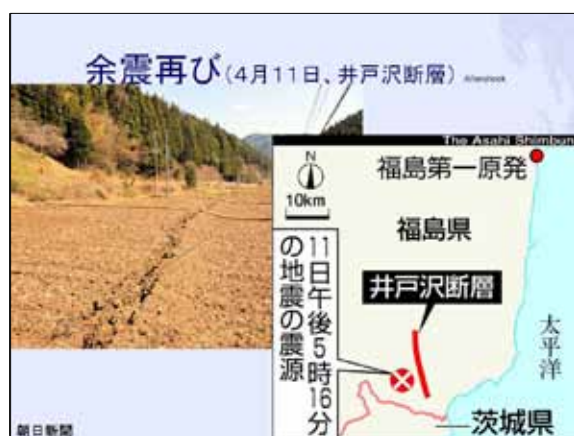 余震再び(4月11日、井戸沢断層) Aftershock
The Asahi Shimbun
N
10km
福島第一原発
福島県
井戸沢断層
11日午後5時16分
の地震の震源
太平洋
茨城県
朝日新聞